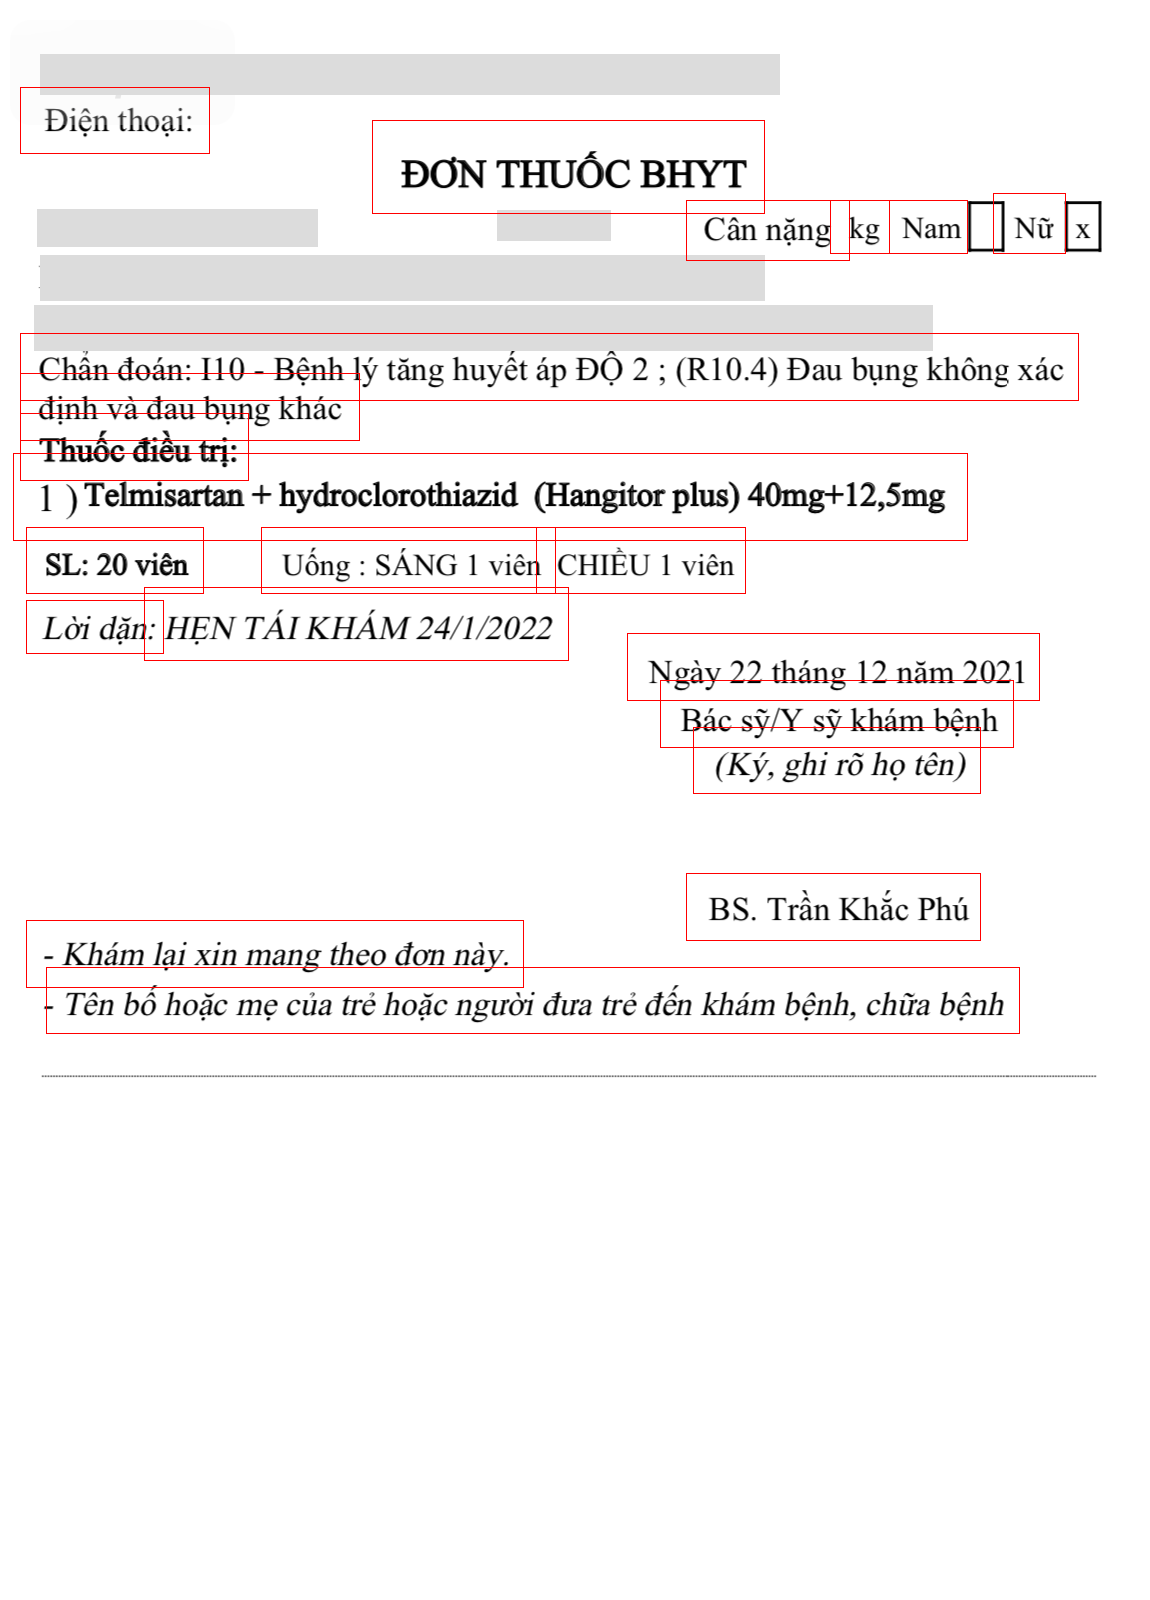 Điện thoại:
ĐƠN THUỐC BHYT
Cân nặng kg Nam Nữ x
Chẩn đoán: I10 - Bệnh lý tăng huyết áp ĐỘ 2 ; (R10.4) Đau bụng không xác
định và đau bụng khác
Thuốc điều trị:
1 ) Telmisartan + hydroclorothiazid (Hangitor plus) 40mg+12,5mg
SL: 20 viên Uống : SÁNG 1 viên CHIỀU 1 viên
Lời dặn: HẸN TÁI KHÁM 24/1/2022
Ngày 22 tháng 12 năm 2021
Bác sỹ/Y sỹ khám bệnh
(Ký, ghi rõ họ tên)
BS. Trần Khắc Phú
- Khám lại xin mang theo đơn này.
- Tên bố hoặc mẹ của trẻ hoặc người đưa trẻ đến khám bệnh, chữa bệnh